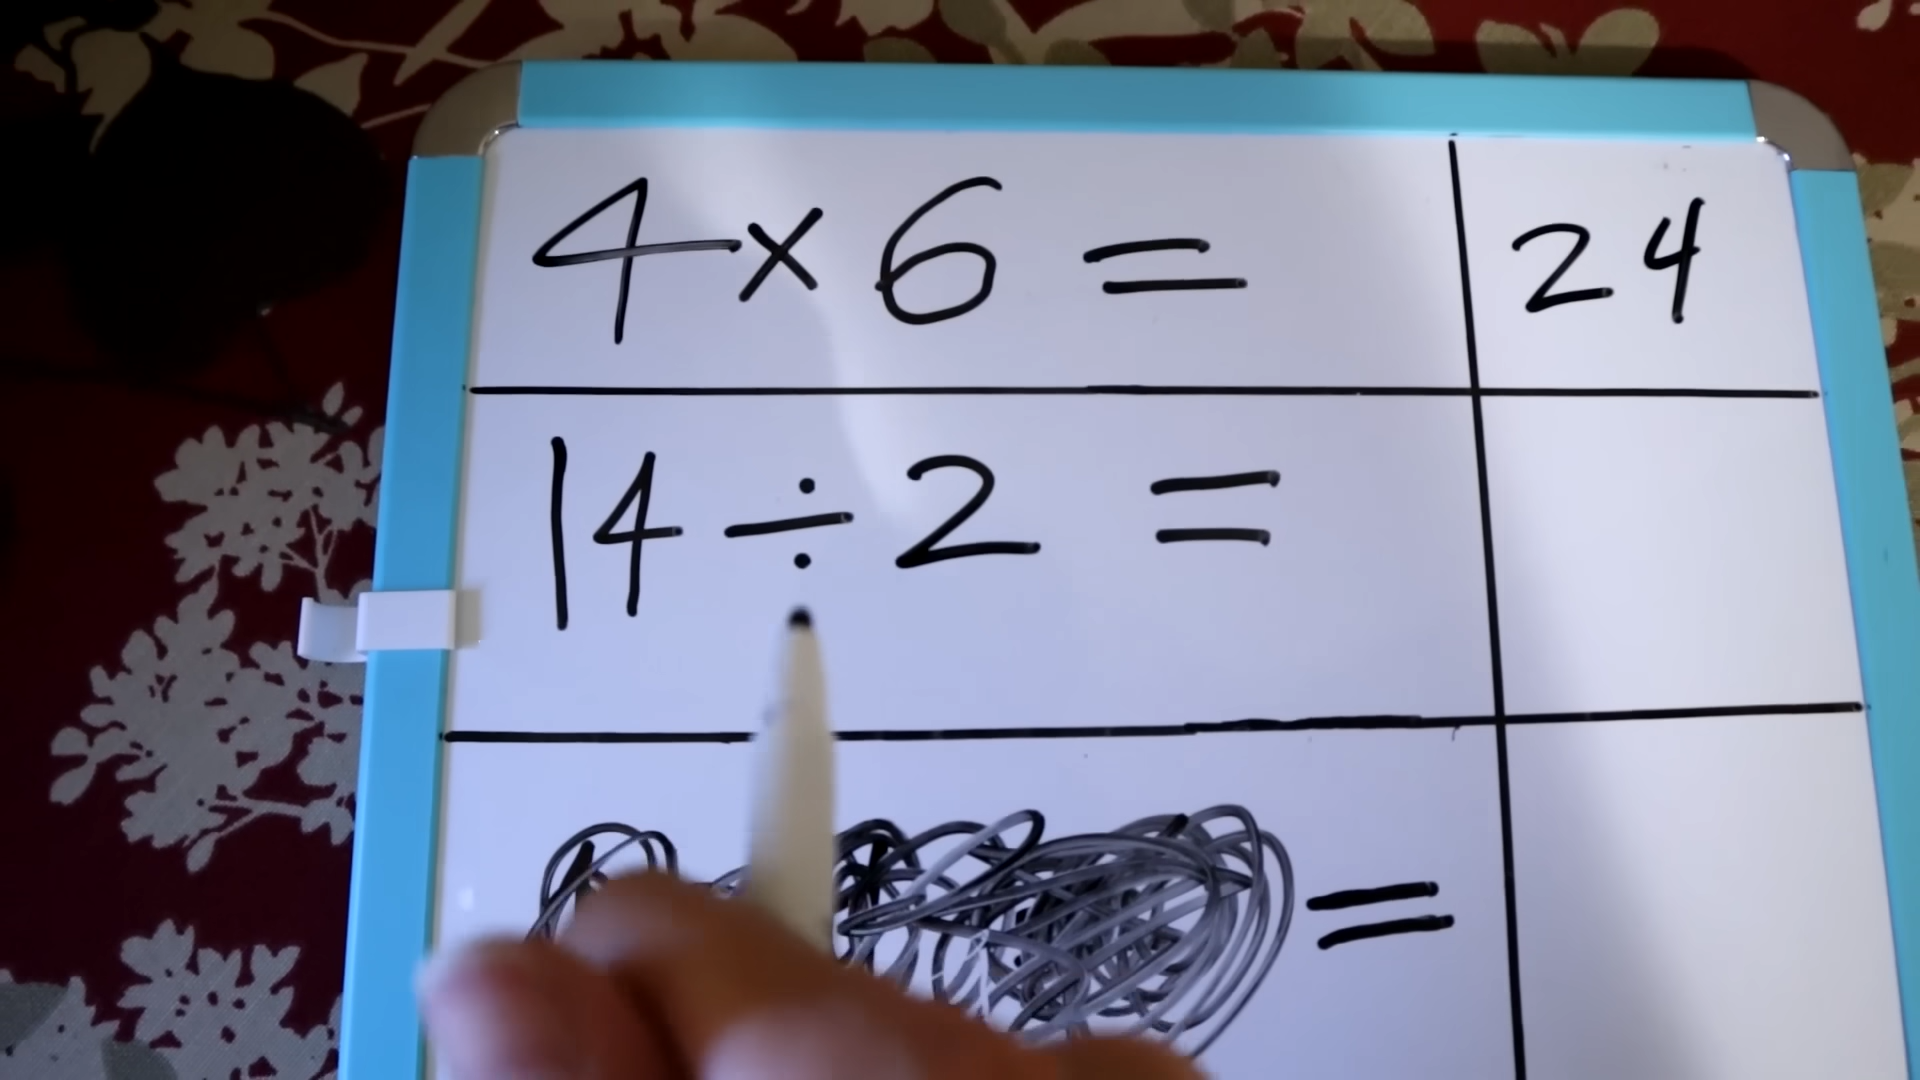 4 x 6 = 24
14 ÷ 2 =
=